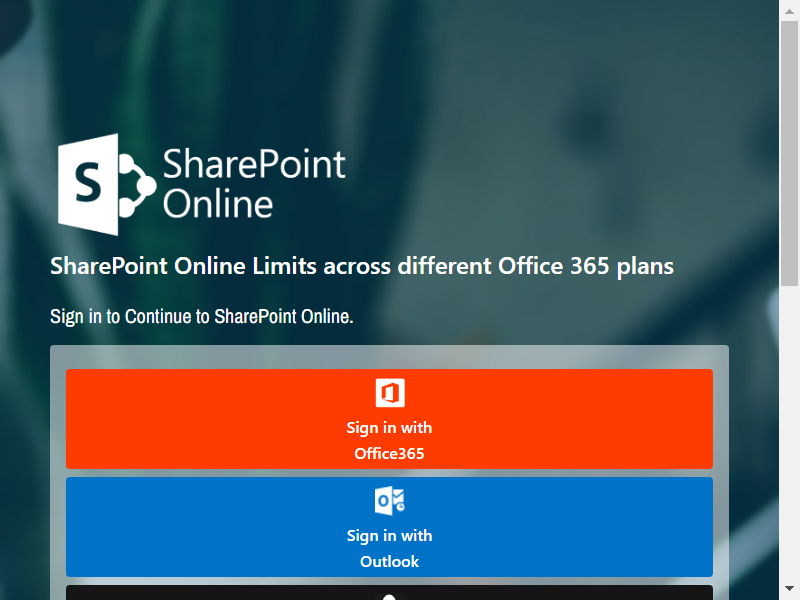 SharePoint
Online
SharePoint Online Limits across different Office 365 plans
Sign in to Continue to SharePoint Online.
Sign in with
Office365
Sign in with
Outlook